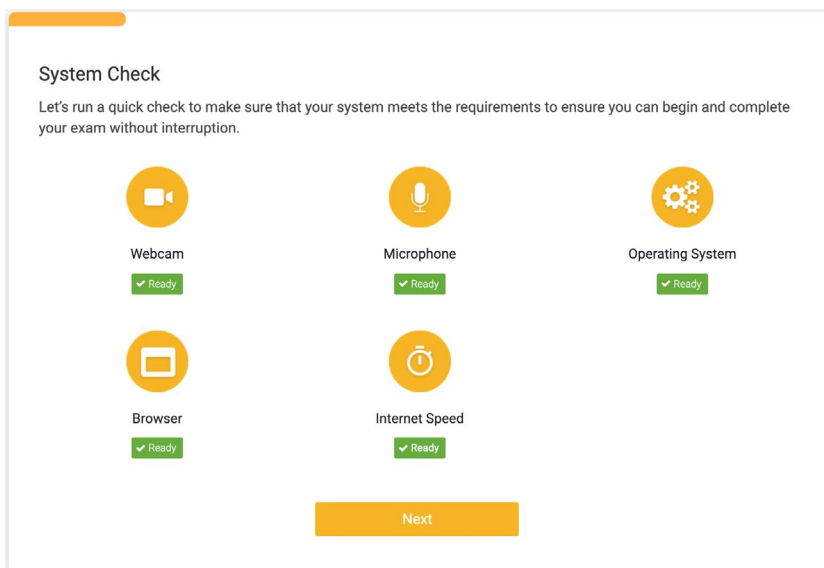 System Check
Let's run a quick check to make sure that your system meets the requirements to ensure you can begin and complete
your exam without interruption.
Webcam
Microphone
Operating System
Ready
Ready
Ready
Browser
Internet Speed
Ready
Ready
Next